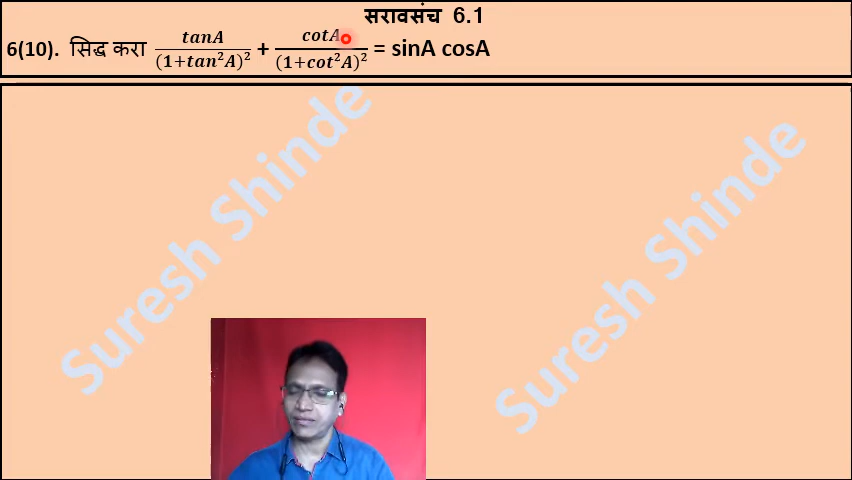 सरावसंच 6.1
6(10). सिद्ध करा tanA/(1+tan²A)² + cotA/(1+cot²A)² = sinA cosA
Suresh Shinde
Suresh Shinde